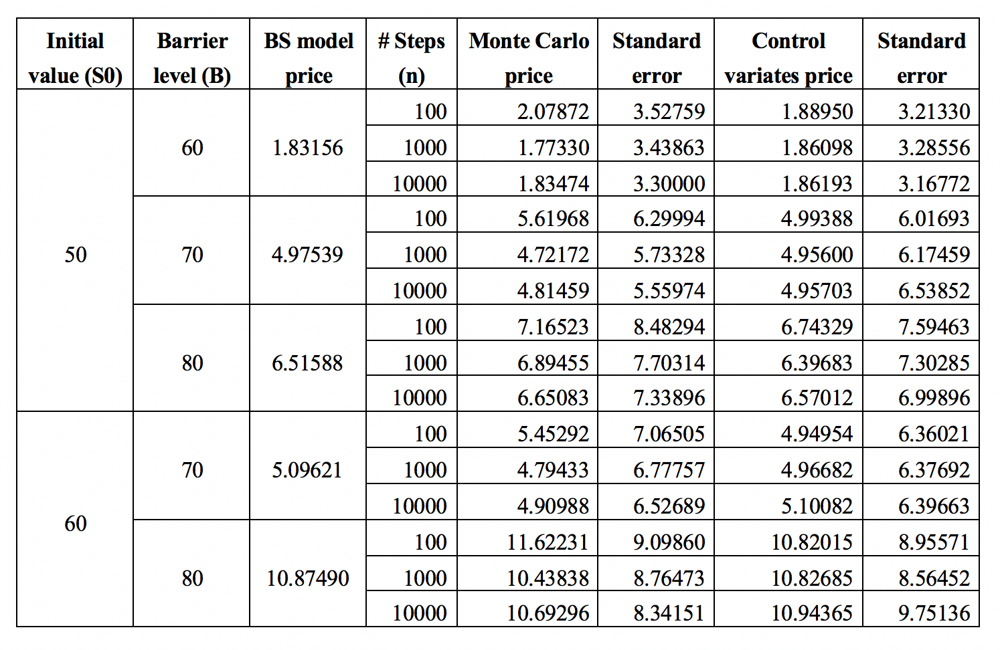 Initial value (S0) Barrier level (B) BS model price # Steps (n) Monte Carlo price Standard error Control variates price Standard error
50 60 1.83156 100 2.07872 3.52759 1.88950 3.21330
1000 1.77330 3.43863 1.86098 3.28556
10000 1.83474 3.30000 1.86193 3.16772
70 4.97539 100 5.61968 6.29994 4.99388 6.01693
1000 4.72172 5.73328 4.95600 6.17459
10000 4.81459 5.55974 4.95703 6.53852
80 6.51588 100 7.16523 8.48294 6.74329 7.59463
1000 6.89455 7.70314 6.39683 7.30285
10000 6.65083 7.33896 6.57012 6.99896
60 70 5.09621 100 5.45292 7.06505 4.94954 6.36021
1000 4.79433 6.77757 4.96682 6.37692
10000 4.90988 6.52689 5.10082 6.39663
80 10.87490 100 11.62231 9.09860 10.82015 8.95571
1000 10.43838 8.76473 10.82685 8.56452
10000 10.69296 8.34151 10.94365 9.75136